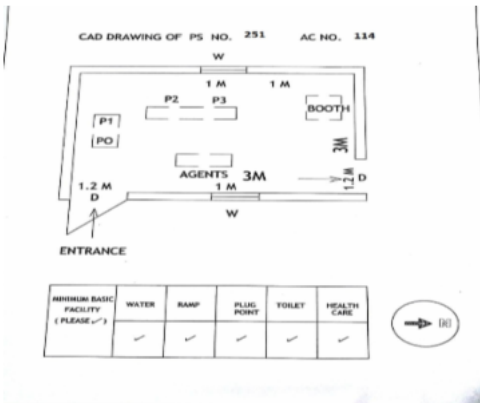 CAD DRAWING OF PS NO. 251 AC NO. 114
W
1 M 1 M
P2 P3
BOOTH
P1
PO
3M
AGENTS 3M
1.2 M 1 M 1.2 M D
D
W
ENTRANCE
MINIMUM BASIC FACILITY (PLEASE ✓) WATER RAMP PLUG POINT TOILET HEALTH CARE
✓ ✓ ✓ ✓ ✓